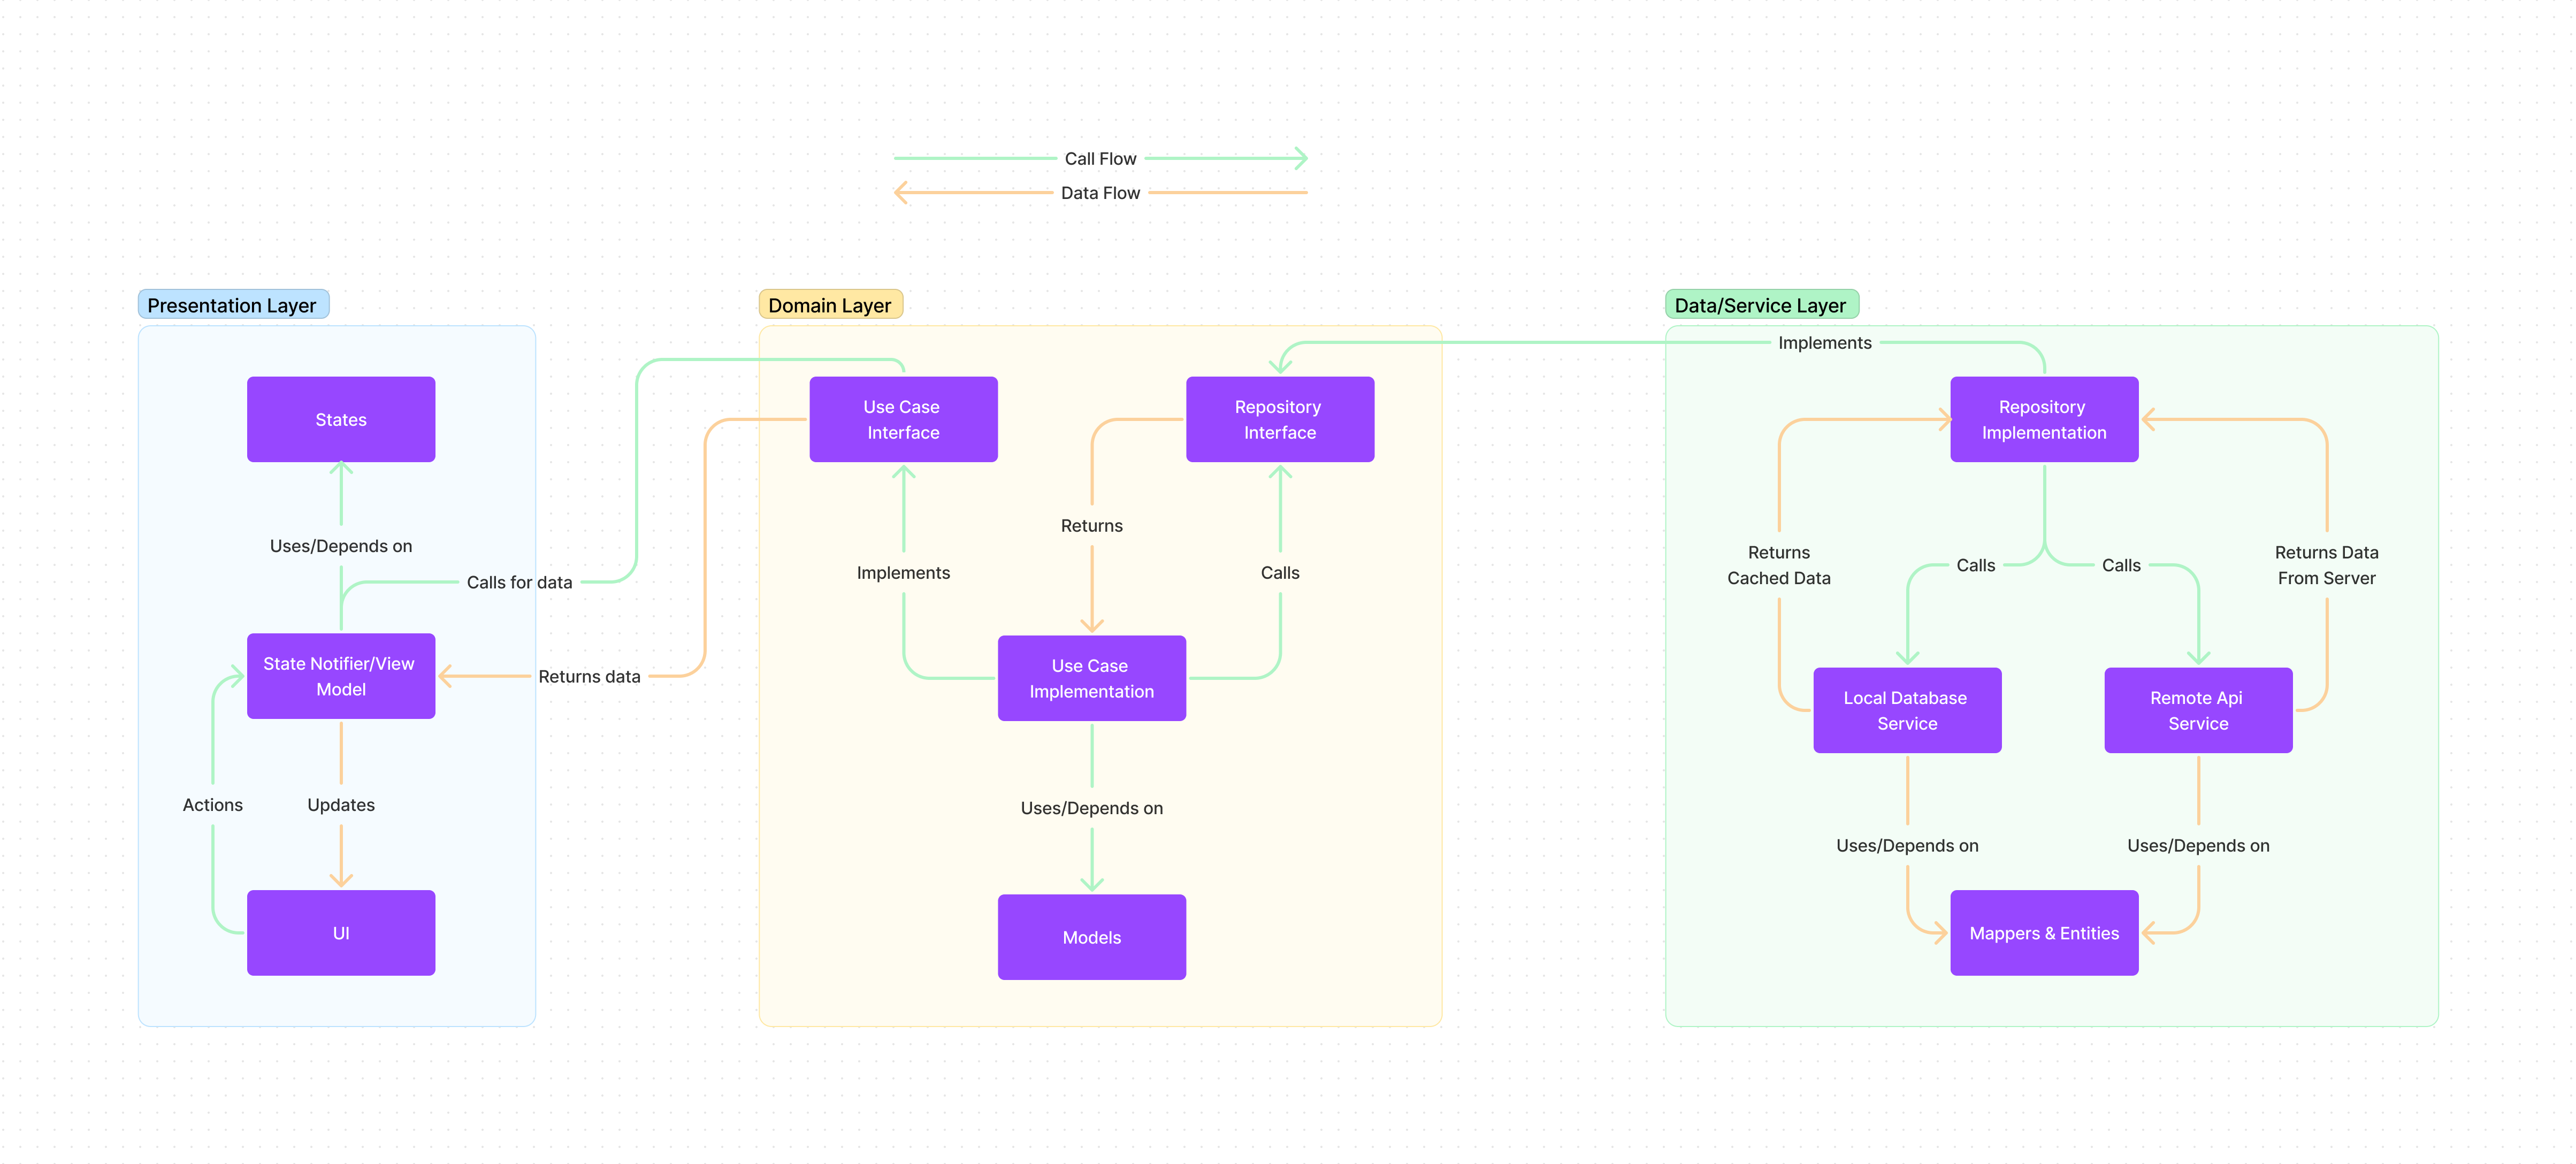 Call Flow
Data Flow
Presentation Layer
States
Uses/Depends on
Calls for data
State Notifier/View
Model
Returns data
Actions
Updates
UI
Domain Layer
Use Case
Interface
Repository
Interface
Returns
Implements
Calls
Use Case
Implementation
Uses/Depends on
Models
Data/Service Layer
Implements
Repository
Implementation
Returns
Cached Data
Calls
Calls
Returns Data
From Server
Local Database
Service
Remote Api
Service
Uses/Depends on
Uses/Depends on
Mappers & Entities